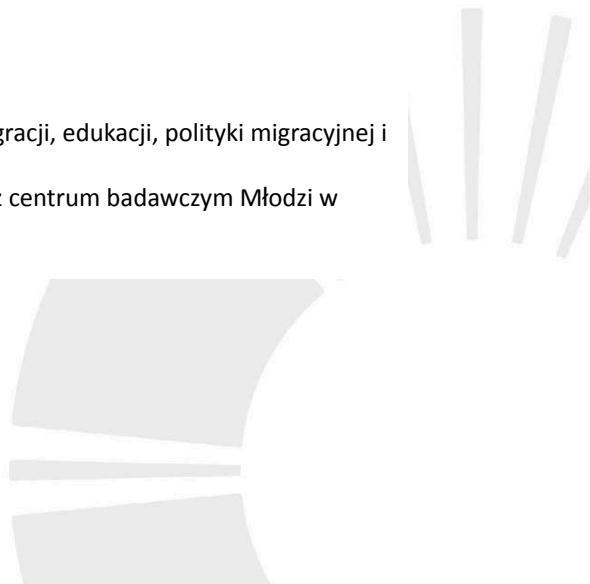 gracji, edukacji, polityki migracyjnej i
z centrum badawczym Młodzi w